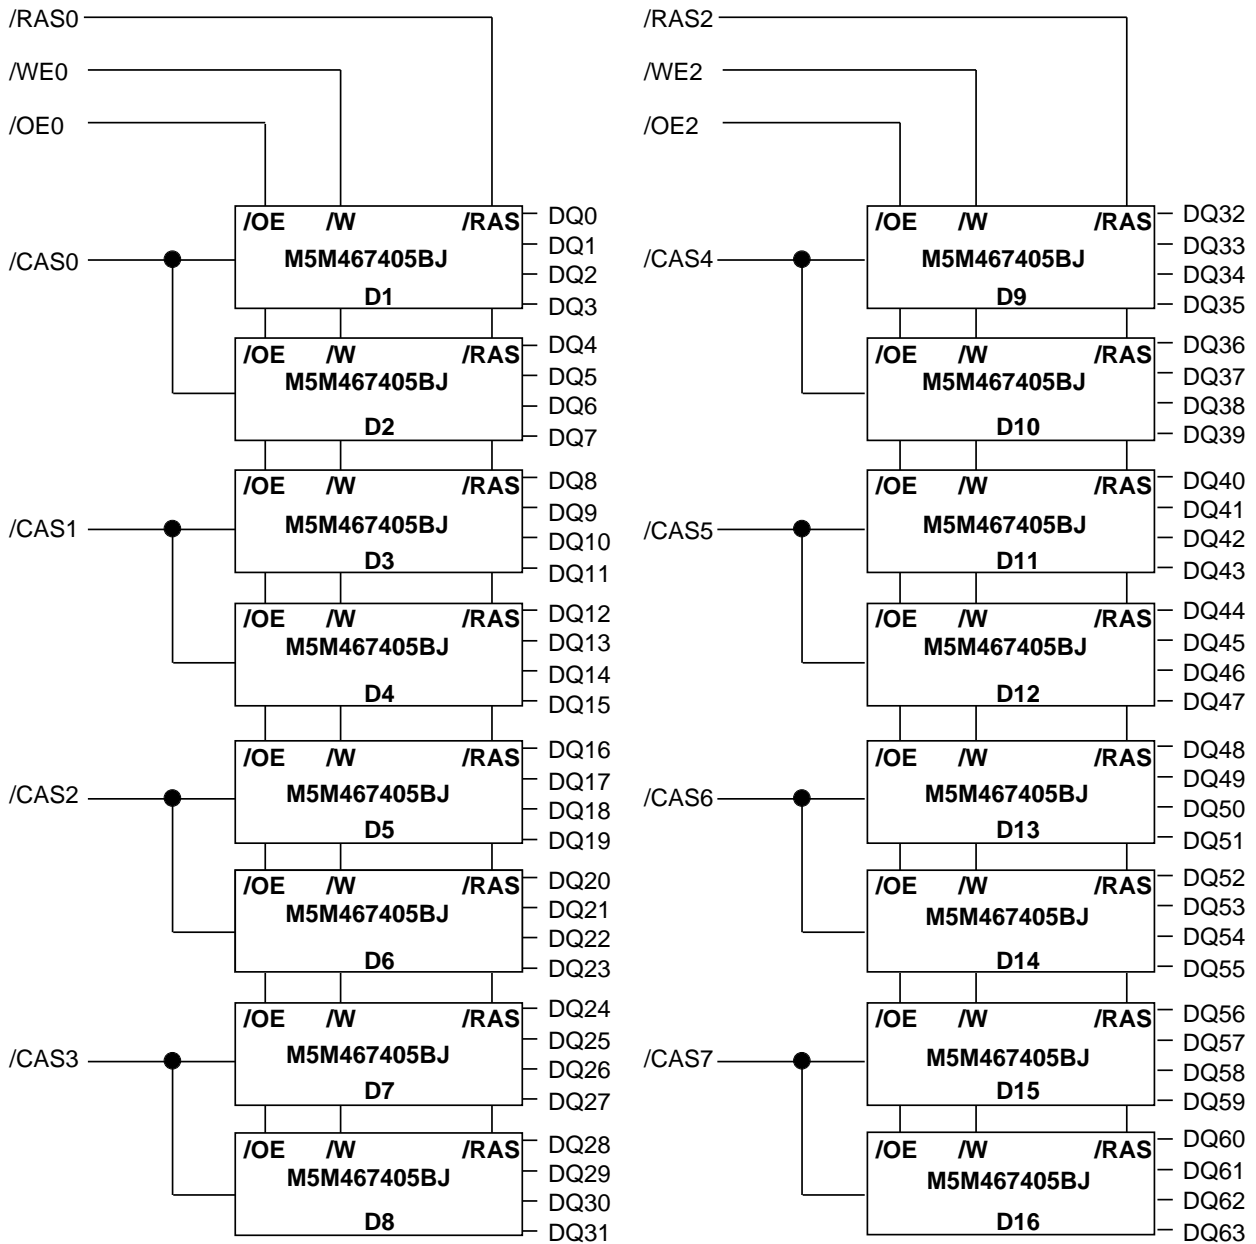 /RAS0
/WE0
/OE0
/OE /W /RAS
DQ0
DQ1
/CAS0
M5M467405BJ
DQ2
D1
DQ3
/OE /W /RAS
DQ4
M5M467405BJ
DQ5
DQ6
D2
DQ7
/OE /W /RAS
DQ8
DQ9
/CAS1
M5M467405BJ
DQ10
D3
DQ11
/OE /W /RAS
DQ12
M5M467405BJ
DQ13
DQ14
D4
DQ15
/OE /W /RAS
DQ16
DQ17
/CAS2
M5M467405BJ
DQ18
D5
DQ19
/OE /W /RAS
DQ20
M5M467405BJ
DQ21
DQ22
D6
DQ23
/OE /W /RAS
DQ24
DQ25
/CAS3
M5M467405BJ
DQ26
D7
DQ27
/OE /W /RAS
DQ28
M5M467405BJ
DQ29
DQ30
D8
DQ31
/RAS2
/WE2
/OE2
/OE /W /RAS
DQ32
DQ33
/CAS4
M5M467405BJ
DQ34
D9
DQ35
/OE /W /RAS
DQ36
M5M467405BJ
DQ37
DQ38
D10
DQ39
/OE /W /RAS
DQ40
DQ41
/CAS5
M5M467405BJ
DQ42
D11
DQ43
/OE /W /RAS
DQ44
M5M467405BJ
DQ45
DQ46
D12
DQ47
/OE /W /RAS
DQ48
DQ49
/CAS6
M5M467405BJ
DQ50
D13
DQ51
/OE /W /RAS
DQ52
M5M467405BJ
DQ53
DQ54
D14
DQ55
/OE /W /RAS
DQ56
DQ57
/CAS7
M5M467405BJ
DQ58
D15
DQ59
/OE /W /RAS
DQ60
M5M467405BJ
DQ61
DQ62
D16
DQ63